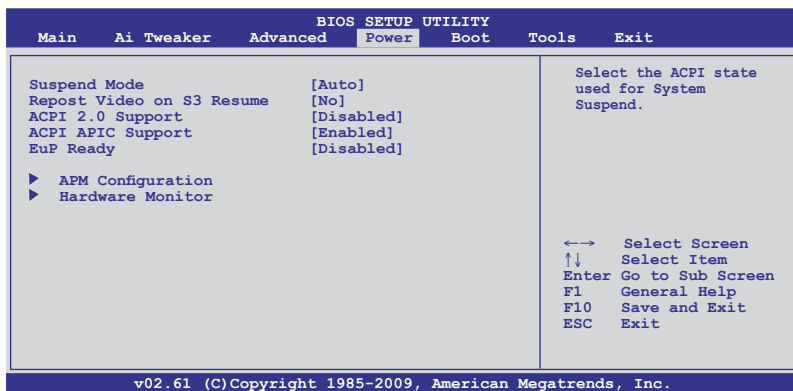 BIOS SETUP UTILITY
Main Ai Tweaker Advanced Power Boot Tools Exit
Suspend Mode [Auto]
Repost Video on S3 Resume [No]
ACPI 2.0 Support [Disabled]
ACPI APIC Support [Enabled]
EuP Ready [Disabled]
▶ APM Configuration
▶ Hardware Monitor
Select the ACPI state
used for System
Suspend.
←→ Select Screen
↑↓ Select Item
Enter Go to Sub Screen
F1 General Help
F10 Save and Exit
ESC Exit
v02.61 (C)Copyright 1985-2009, American Megatrends, Inc.